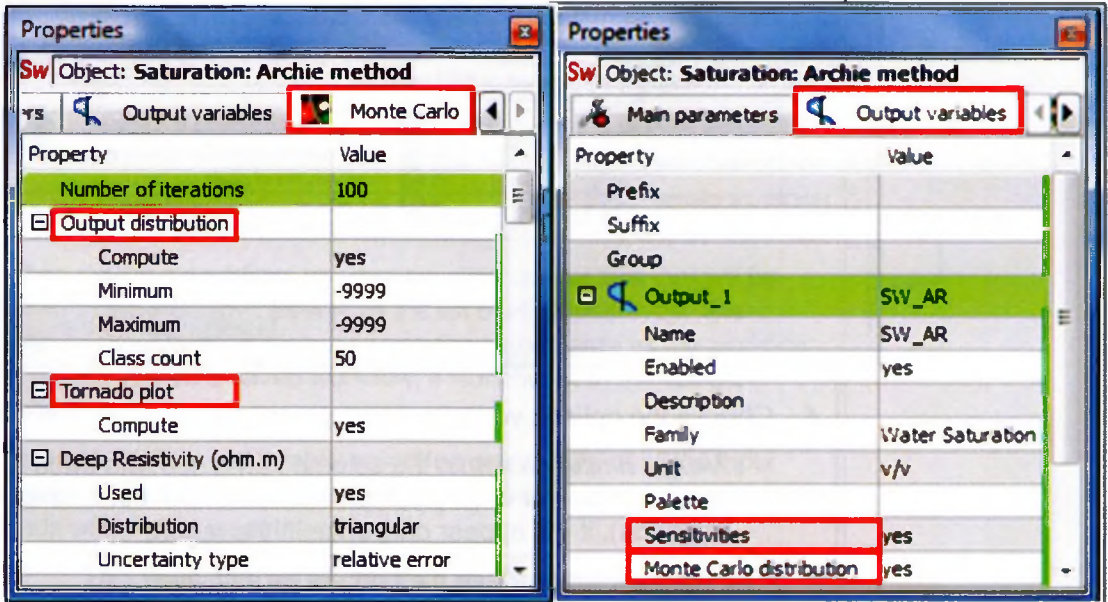 Properties
Sw Object: Saturation: Archie method
rs Output variables Monte Carlo
Property Value
Number of iterations 100
Output distribution
Compute yes
Minimum -9999
Maximum -9999
Class count 50
Tornado plot
Compute yes
Deep Resistivity (ohm.m)
Used yes
Distribution triangular
Uncertainty type relative error
Properties
Sw Object: Saturation: Archie method
Main parameters Output variables
Property Value
Prefix
Suffix
Group
Output_1 SW_AR
Name SW_AR
Enabled yes
Description
Family Water Saturation
Unit v/v
Palette
Sensitivities yes
Monte Carlo distribution yes